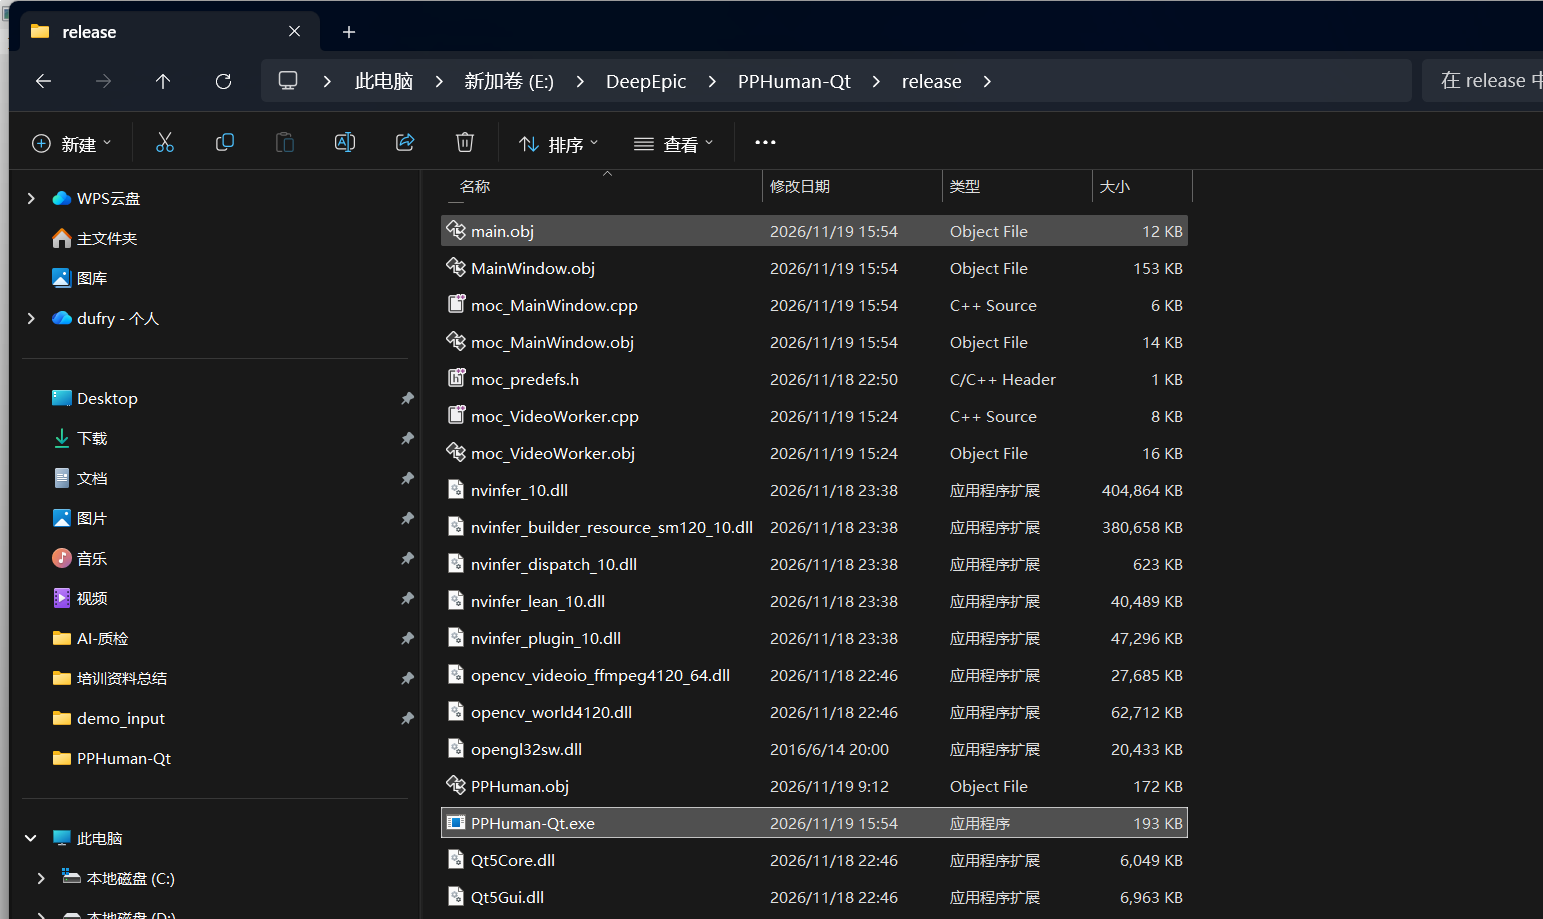 release
此电脑 新加卷 (E:) DeepEpic PPHuman-Qt release
在 release 中
新建 排序 查看
WPS云盘
主文件夹
图库
dufry - 个人
Desktop
下载
文档
图片
音乐
视频
AI-质检
培训资料总结
demo_input
PPHuman-Qt
此电脑
本地磁盘 (C:)
本地磁盘 (D:)
名称 修改日期 类型 大小
main.obj 2026/11/19 15:54 Object File 12 KB
MainWindow.obj 2026/11/19 15:54 Object File 153 KB
moc_MainWindow.cpp 2026/11/19 15:54 C++ Source 6 KB
moc_MainWindow.obj 2026/11/19 15:54 Object File 14 KB
moc_predefs.h 2026/11/18 22:50 C/C++ Header 1 KB
moc_VideoWorker.cpp 2026/11/19 15:24 C++ Source 8 KB
moc_VideoWorker.obj 2026/11/19 15:24 Object File 16 KB
nvinfer_10.dll 2026/11/18 23:38 应用程序扩展 404,864 KB
nvinfer_builder_resource_sm120_10.dll 2026/11/18 23:38 应用程序扩展 380,658 KB
nvinfer_dispatch_10.dll 2026/11/18 23:38 应用程序扩展 623 KB
nvinfer_lean_10.dll 2026/11/18 23:38 应用程序扩展 40,489 KB
nvinfer_plugin_10.dll 2026/11/18 23:38 应用程序扩展 47,296 KB
opencv_videoio_ffmpeg4120_64.dll 2026/11/18 22:46 应用程序扩展 27,685 KB
opencv_world4120.dll 2026/11/18 22:46 应用程序扩展 62,712 KB
opengl32sw.dll 2016/6/14 20:00 应用程序扩展 20,433 KB
PPHuman.obj 2026/11/19 9:12 Object File 172 KB
PPHuman-Qt.exe 2026/11/19 15:54 应用程序 193 KB
Qt5Core.dll 2026/11/18 22:46 应用程序扩展 6,049 KB
Qt5Gui.dll 2026/11/18 22:46 应用程序扩展 6,963 KB